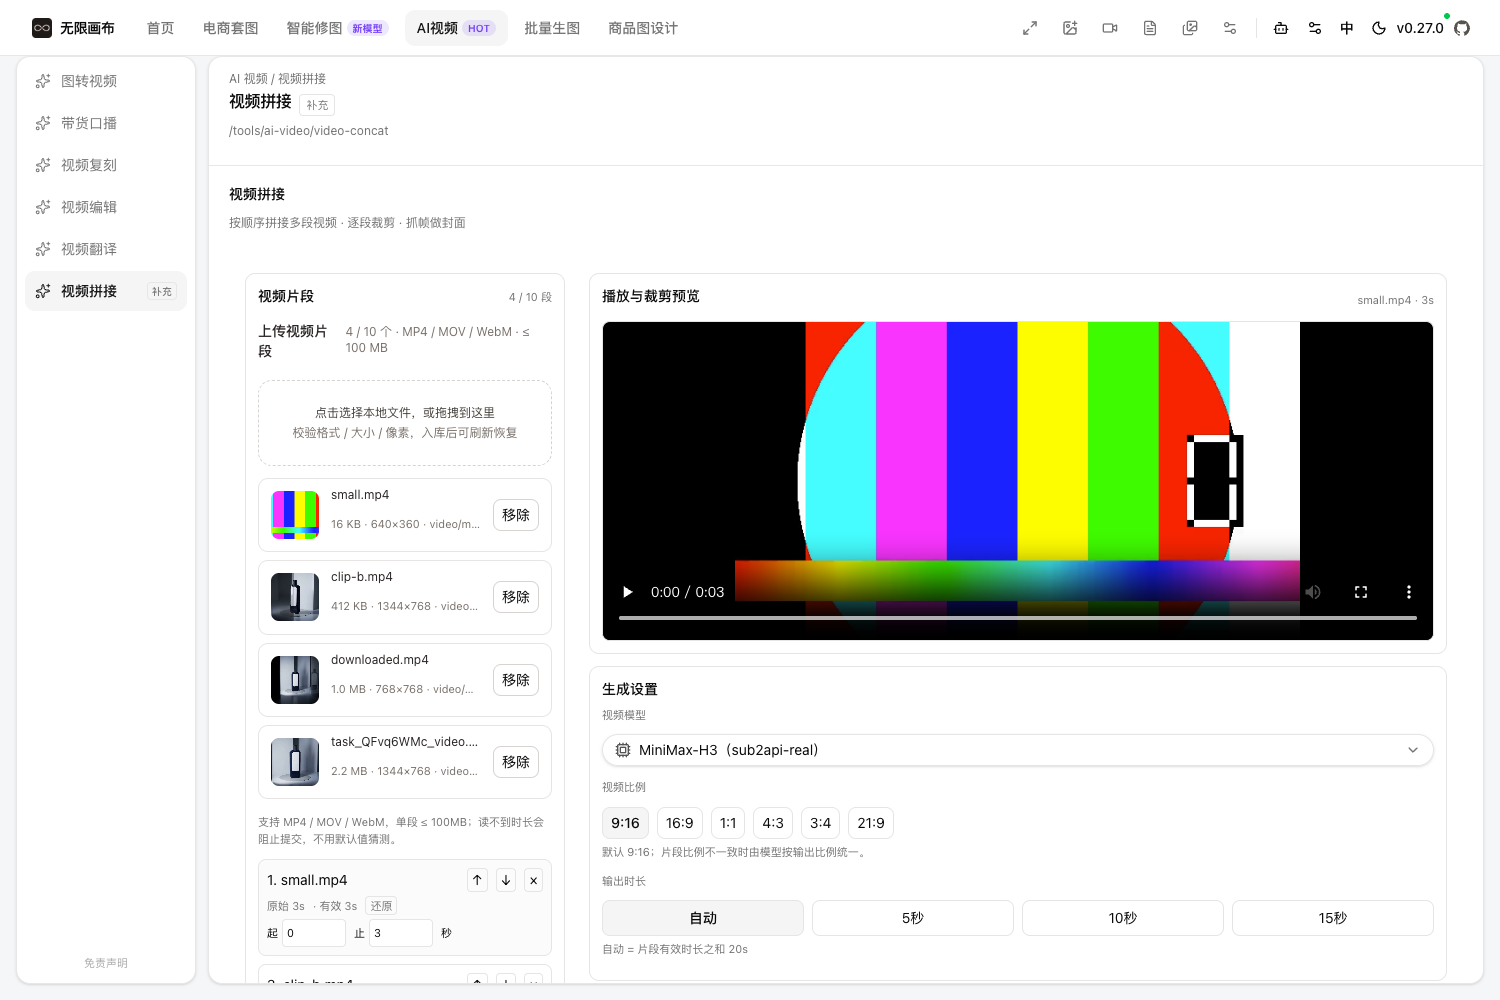 无限画布
首页
电商套图
智能修图 新模型
AI视频 HOT
批量生图
商品图设计
中
v0.27.0
图转视频
带货口播
视频复刻
视频编辑
视频翻译
视频拼接 补充
免责声明
AI 视频 / 视频拼接
视频拼接 补充
/tools/ai-video/video-concat
视频拼接
按顺序拼接多段视频 · 逐段裁剪 · 抓帧做封面
视频片段 4 / 10 段
上传视频片段
4 / 10 个 · MP4 / MOV / WebM · ≤
100 MB
点击选择本地文件，或拖拽到这里
校验格式 / 大小 / 像素，入库后可刷新恢复
small.mp4
16 KB · 640×360 · video/m...
移除
clip-b.mp4
412 KB · 1344×768 · video...
移除
downloaded.mp4
1.0 MB · 768×768 · video/...
移除
task_QFvq6WMc_video....
2.2 MB · 1344×768 · video...
移除
支持 MP4 / MOV / WebM，单段 ≤ 100MB；读不到时长会
阻止提交，不用默认值猜测。
1. small.mp4
原始 3s · 有效 3s 还原
起 0 止 3 秒
2. clip-b.mp4
播放与裁剪预览 small.mp4 · 3s
0:00 / 0:03
生成设置
视频模型
MiniMax-H3（sub2api-real）
视频比例
9:16 16:9 1:1 4:3 3:4 21:9
默认 9:16；片段比例不一致时由模型按输出比例统一。
输出时长
自动 5秒 10秒 15秒
自动 = 片段有效时长之和 20s